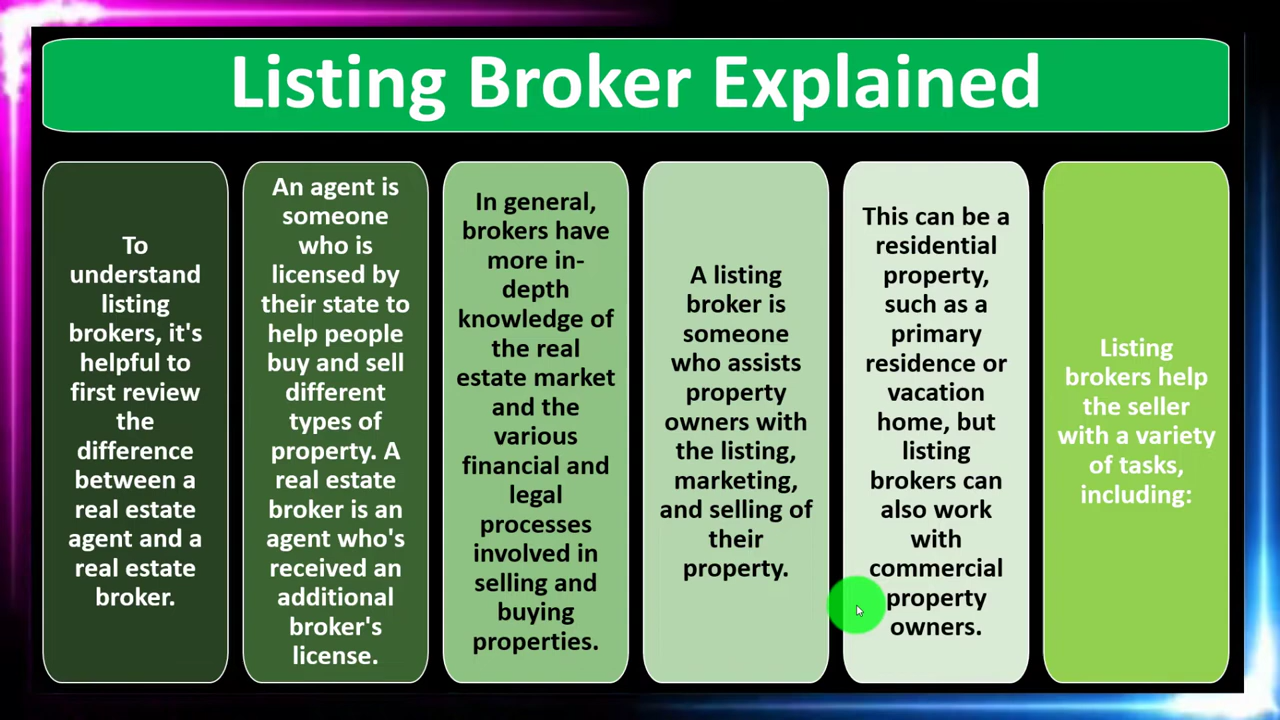 Listing Broker Explained
To
understand
listing
brokers, it's
helpful to
first review
the
difference
between a
real estate
agent and a
real estate
broker.
An agent is
someone
who is
licensed by
their state to
help people
buy and sell
different
types of
property. A
real estate
broker is an
agent who's
received an
additional
broker's
license.
In general,
brokers have
more in-
depth
knowledge of
the real
estate market
and the
various
financial and
legal
processes
involved in
selling and
buying
properties.
A listing
broker is
someone
who assists
property
owners with
the listing,
marketing,
and selling of
their
property.
This can be a
residential
property,
such as a
primary
residence or
vacation
home, but
listing
brokers can
also work
with
commercial
property
owners.
Listing
brokers help
the seller
with a variety
of tasks,
including: